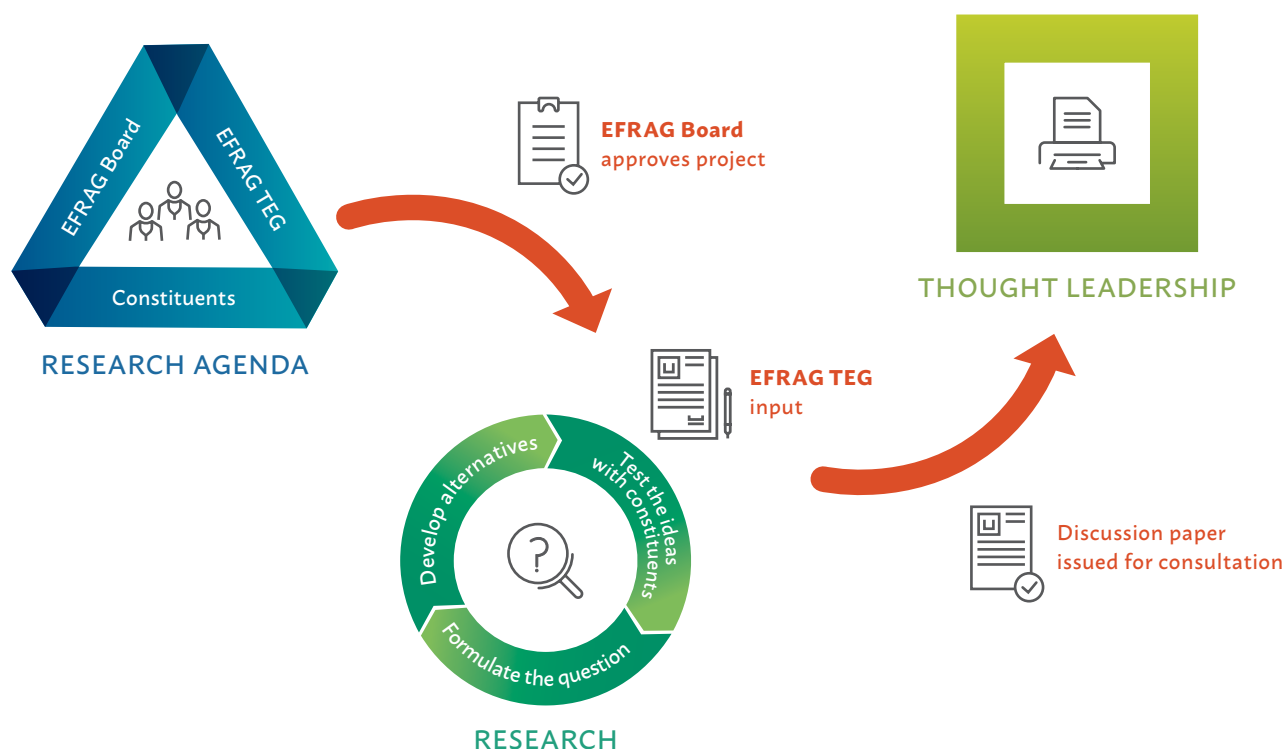 EFRAG Board
EFRAG TEG
Constituents
RESEARCH AGENDA
EFRAG Board
approves project
EFRAG TEG
input
Develop alternatives
Test the ideas
with constituents
Formulate the question
RESEARCH
THOUGHT LEADERSHIP
Discussion paper
issued for consultation